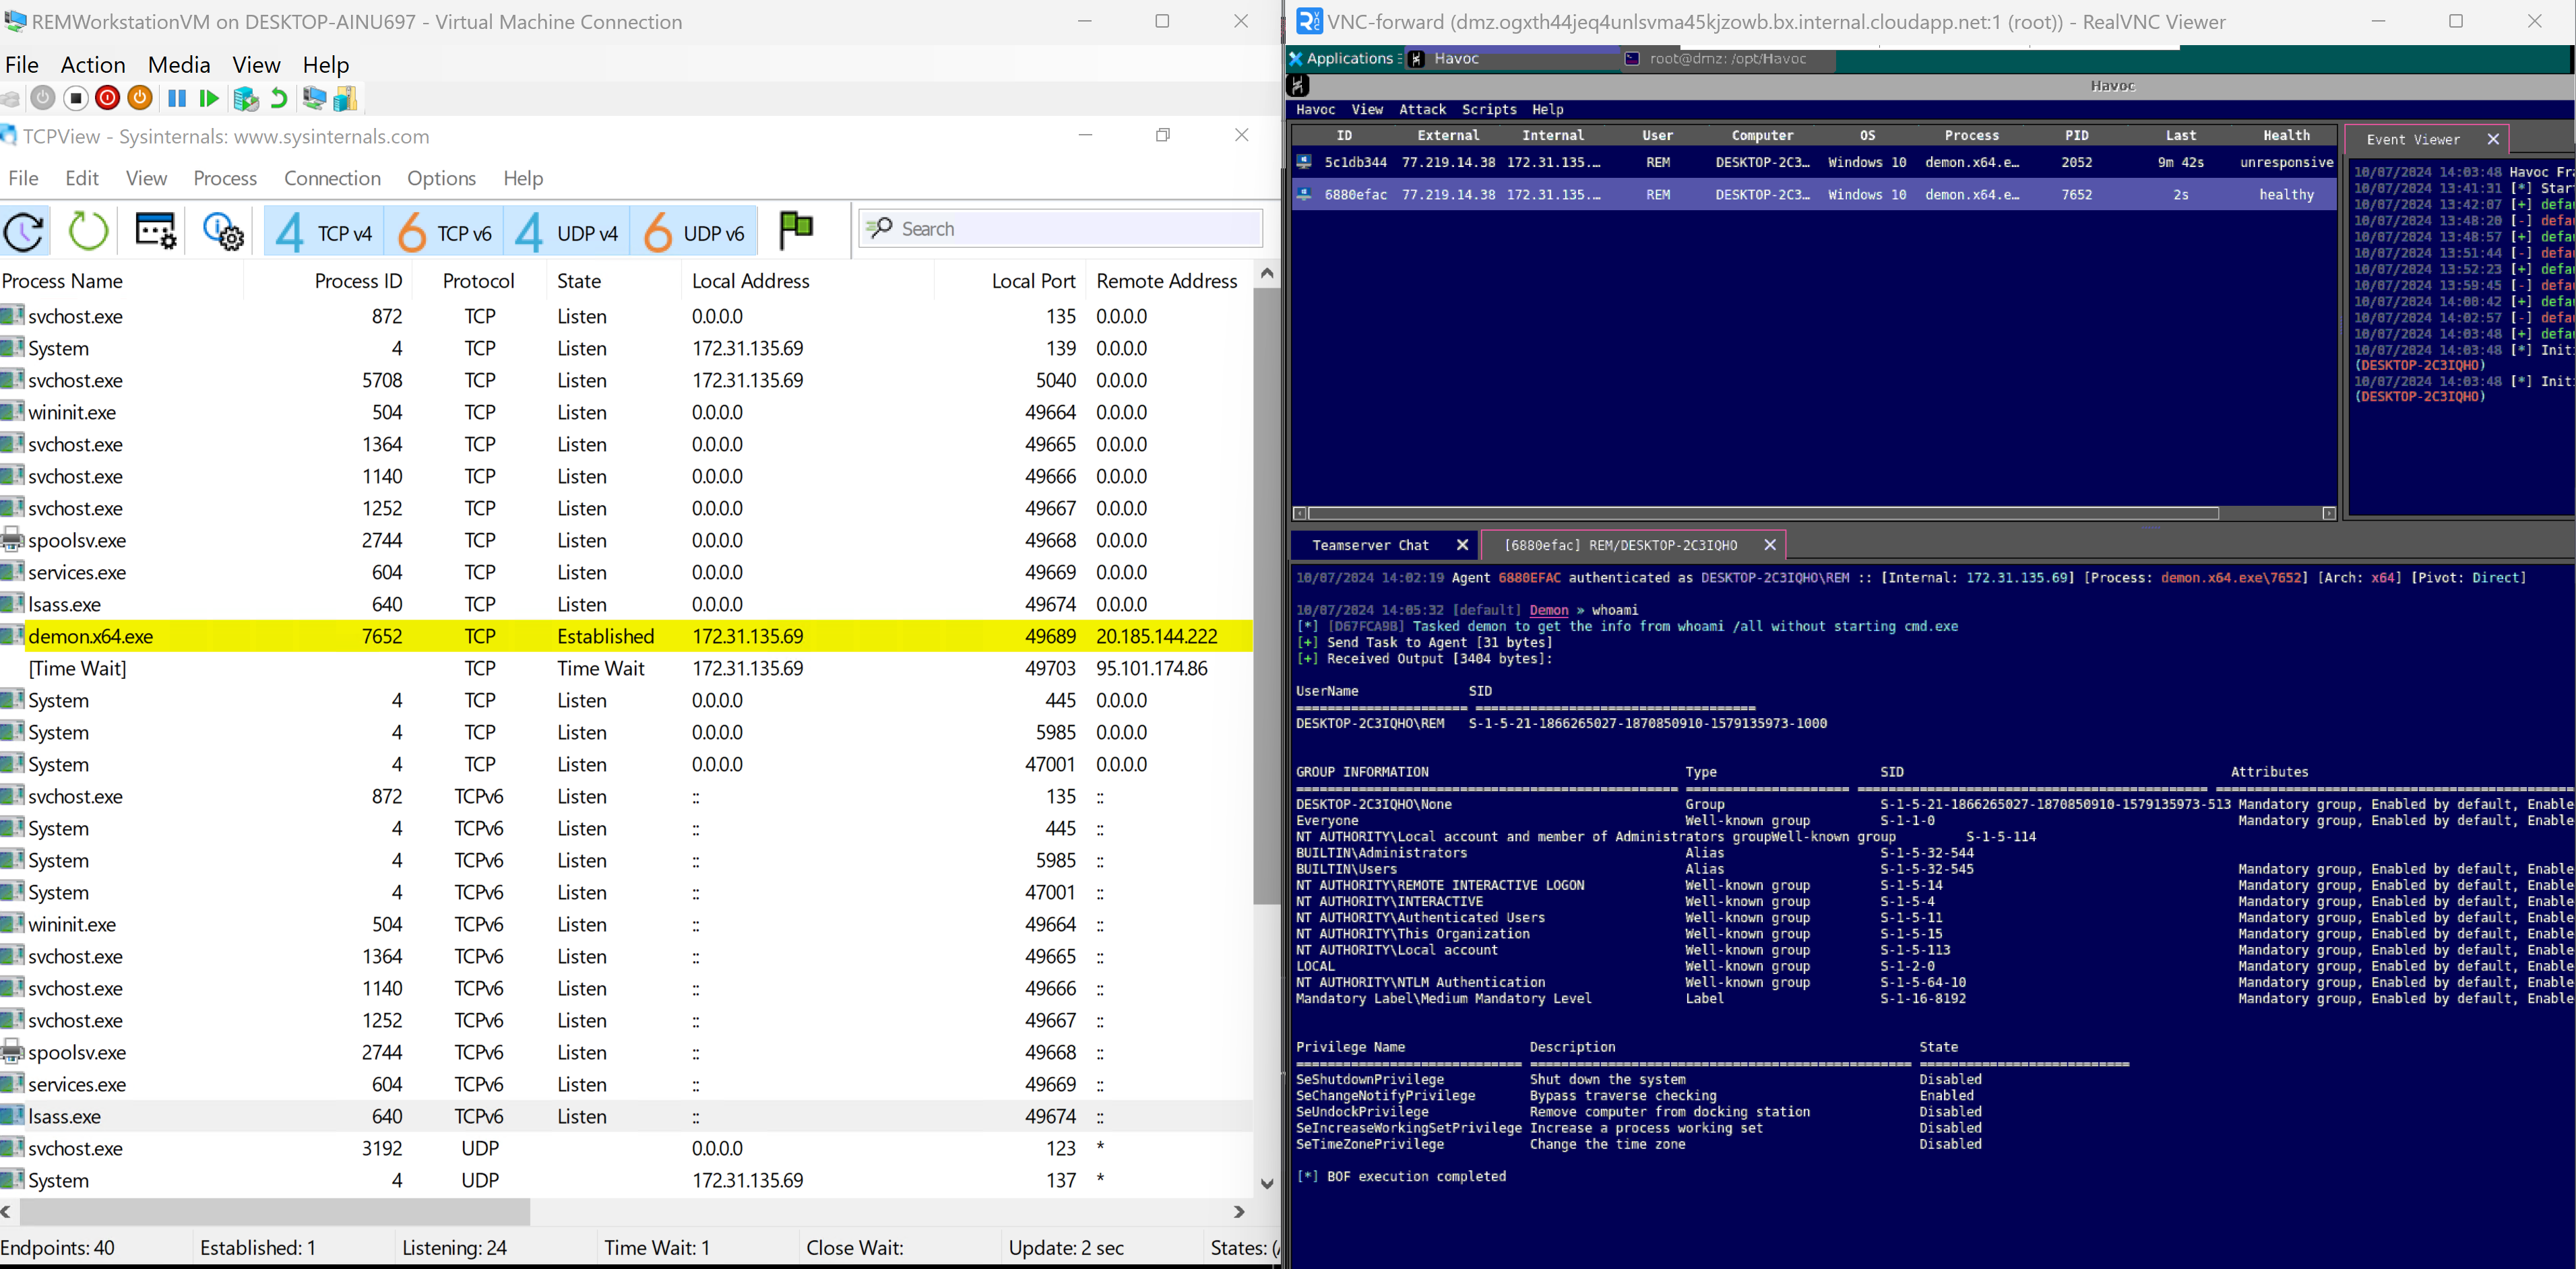 REMWorkstationVM on DESKTOP-AINU697 - Virtual Machine Connection
File Action Media View Help
TCPView - Sysinternals: www.sysinternals.com
File Edit View Process Connection Options Help
4 TCP v4 6 TCP v6 4 UDP v4 6 UDP v6 Search
Process Name Process ID Protocol State Local Address Local Port Remote Address
svchost.exe 872 TCP Listen 0.0.0.0 135 0.0.0.0
System 4 TCP Listen 172.31.135.69 139 0.0.0.0
svchost.exe 5708 TCP Listen 172.31.135.69 5040 0.0.0.0
wininit.exe 504 TCP Listen 0.0.0.0 49664 0.0.0.0
svchost.exe 1364 TCP Listen 0.0.0.0 49665 0.0.0.0
svchost.exe 1140 TCP Listen 0.0.0.0 49666 0.0.0.0
svchost.exe 1252 TCP Listen 0.0.0.0 49667 0.0.0.0
spoolsv.exe 2744 TCP Listen 0.0.0.0 49668 0.0.0.0
services.exe 604 TCP Listen 0.0.0.0 49669 0.0.0.0
lsass.exe 640 TCP Listen 0.0.0.0 49674 0.0.0.0
demon.x64.exe 7652 TCP Established 172.31.135.69 49689 20.185.144.222
[Time Wait] TCP Time Wait 172.31.135.69 49703 95.101.174.86
System 4 TCP Listen 0.0.0.0 445 0.0.0.0
System 4 TCP Listen 0.0.0.0 5985 0.0.0.0
System 4 TCP Listen 0.0.0.0 47001 0.0.0.0
svchost.exe 872 TCPv6 Listen :: 135 ::
System 4 TCPv6 Listen :: 445 ::
System 4 TCPv6 Listen :: 5985 ::
System 4 TCPv6 Listen :: 47001 ::
wininit.exe 504 TCPv6 Listen :: 49664 ::
svchost.exe 1364 TCPv6 Listen :: 49665 ::
svchost.exe 1140 TCPv6 Listen :: 49666 ::
svchost.exe 1252 TCPv6 Listen :: 49667 ::
spoolsv.exe 2744 TCPv6 Listen :: 49668 ::
services.exe 604 TCPv6 Listen :: 49669 ::
lsass.exe 640 TCPv6 Listen :: 49674 ::
svchost.exe 3192 UDP 0.0.0.0 123 *
System 4 UDP 172.31.135.69 137 *
Endpoints: 40 Established: 1 Listening: 24 Time Wait: 1 Close Wait: Update: 2 sec States: (
VNC-forward (dmz.ogxth44jeq4unlsvma45kjzowb.bx.internal.cloudapp.net:1 (root)) - RealVNC Viewer
Applications Havoc root@dmz: /opt/Havoc
Havoc
Havoc View Attack Scripts Help
ID External Internal User Computer OS Process PID Last Health
5c1db344 77.219.14.38 172.31.135.… REM DESKTOP-2C3… Windows 10 demon.x64.e… 2052 9m 42s unresponsive
6880efac 77.219.14.38 172.31.135.… REM DESKTOP-2C3… Windows 10 demon.x64.e… 7652 2s healthy
Event Viewer
10/07/2024 14:03:48 Havoc Fra
10/07/2024 13:41:31 [*] Star
10/07/2024 13:42:07 [+] defau
10/07/2024 13:48:20 [-] defau
10/07/2024 13:48:57 [+] defau
10/07/2024 13:51:44 [-] defau
10/07/2024 13:52:23 [+] defau
10/07/2024 13:59:45 [-] defau
10/07/2024 14:00:42 [+] defau
10/07/2024 14:02:57 [-] defau
10/07/2024 14:03:48 [+] defau
10/07/2024 14:03:48 [*] Init
(DESKTOP-2C3IQHO)
10/07/2024 14:03:48 [*] Init
(DESKTOP-2C3IQHO)
Teamserver Chat [6880efac] REM/DESKTOP-2C3IQHO
10/07/2024 14:02:19 Agent 6880EFAC authenticated as DESKTOP-2C3IQHO\REM :: [Internal: 172.31.135.69] [Process: demon.x64.exe\7652] [Arch: x64] [Pivot: Direct]
10/07/2024 14:05:32 [default] Demon » whoami
[*] [D67FCA9B] Tasked demon to get the info from whoami /all without starting cmd.exe
[+] Send Task to Agent [31 bytes]
[+] Received Output [3404 bytes]:
UserName SID
====================== ====================================
DESKTOP-2C3IQHO\REM S-1-5-21-1866265027-1870850910-1579135973-1000
GROUP INFORMATION Type SID Attributes
================================================= ===================== ============================================= ==============================================
DESKTOP-2C3IQHO\None Group S-1-5-21-1866265027-1870850910-1579135973-513 Mandatory group, Enabled by default, Enable
Everyone Well-known group S-1-1-0 Mandatory group, Enabled by default, Enable
NT AUTHORITY\Local account and member of Administrators groupWell-known group S-1-5-114
BUILTIN\Administrators Alias S-1-5-32-544
BUILTIN\Users Alias S-1-5-32-545 Mandatory group, Enabled by default, Enable
NT AUTHORITY\REMOTE INTERACTIVE LOGON Well-known group S-1-5-14 Mandatory group, Enabled by default, Enable
NT AUTHORITY\INTERACTIVE Well-known group S-1-5-4 Mandatory group, Enabled by default, Enable
NT AUTHORITY\Authenticated Users Well-known group S-1-5-11 Mandatory group, Enabled by default, Enable
NT AUTHORITY\This Organization Well-known group S-1-5-15 Mandatory group, Enabled by default, Enable
NT AUTHORITY\Local account Well-known group S-1-5-113 Mandatory group, Enabled by default, Enable
LOCAL Well-known group S-1-2-0 Mandatory group, Enabled by default, Enable
NT AUTHORITY\NTLM Authentication Well-known group S-1-5-64-10 Mandatory group, Enabled by default, Enable
Mandatory Label\Medium Mandatory Level Label S-1-16-8192 Mandatory group, Enabled by default, Enable
Privilege Name Description State
============================= ================================================= ===========================
SeShutdownPrivilege Shut down the system Disabled
SeChangeNotifyPrivilege Bypass traverse checking Enabled
SeUndockPrivilege Remove computer from docking station Disabled
SeIncreaseWorkingSetPrivilege Increase a process working set Disabled
SeTimeZonePrivilege Change the time zone Disabled
[*] BOF execution completed